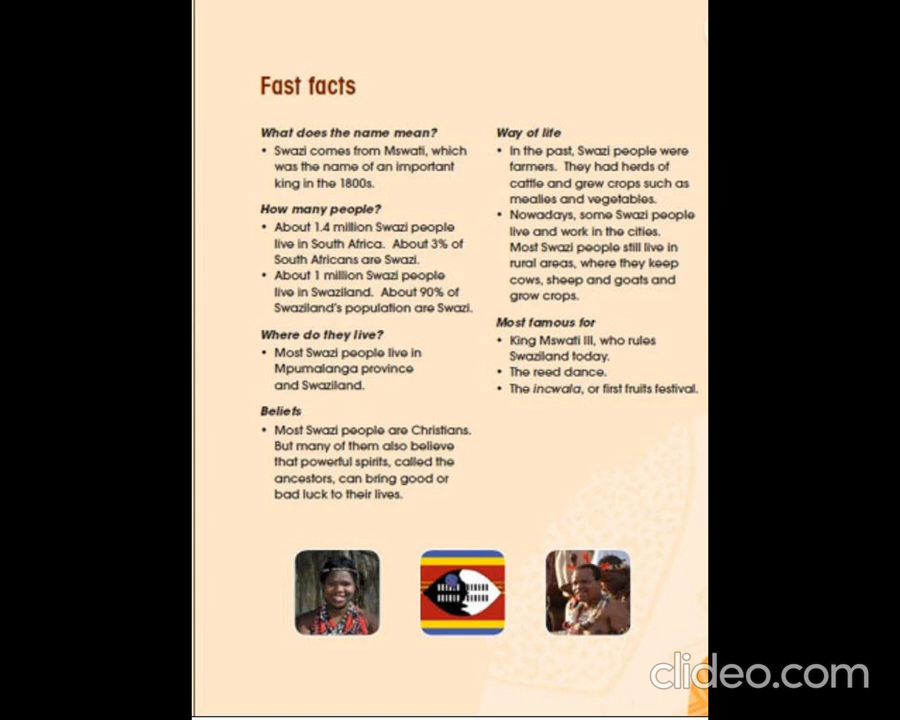 Fast facts
What does the name mean?
• Swazi comes from Mswati, which
was the name of an important
king in the 1800s.
How many people?
• About 1.4 million Swazi people
live in South Africa. About 3% of
South Africans are Swazi.
• About 1 million Swazi people
live in Swaziland. About 90% of
Swaziland's population are Swazi.
Where do they live?
• Most Swazi people live in
Mpumalanga province
and Swaziland.
Beliefs
• Most Swazi people are Christians.
But many of them also believe
that powerful spirits, called the
ancestors, can bring good or
bad luck to their lives.
Way of life
• In the past, Swazi people were
farmers. They had herds of
cattle and grew crops such as
mealies and vegetables.
• Nowadays, some Swazi people
live and work in the cities.
Most Swazi people still live in
rural areas, where they keep
cows, sheep and goats and
grow crops.
Most famous for
• King Mswati III, who rules
Swaziland today.
• The reed dance.
• The incwala, or first fruits festival.
clideo.com